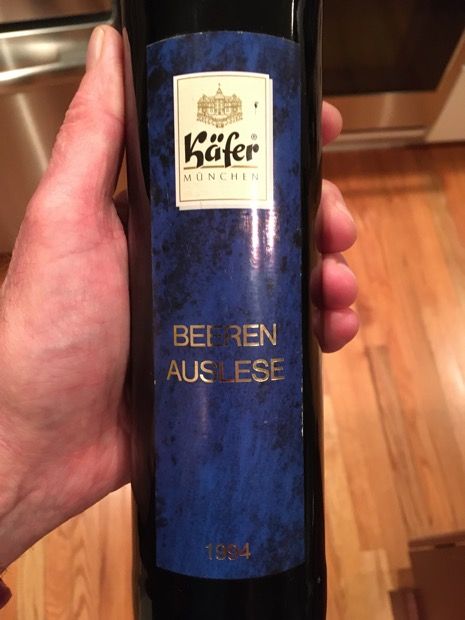 Käfer®
MÜNCHEN
BEEREN
AUSLESE
1994